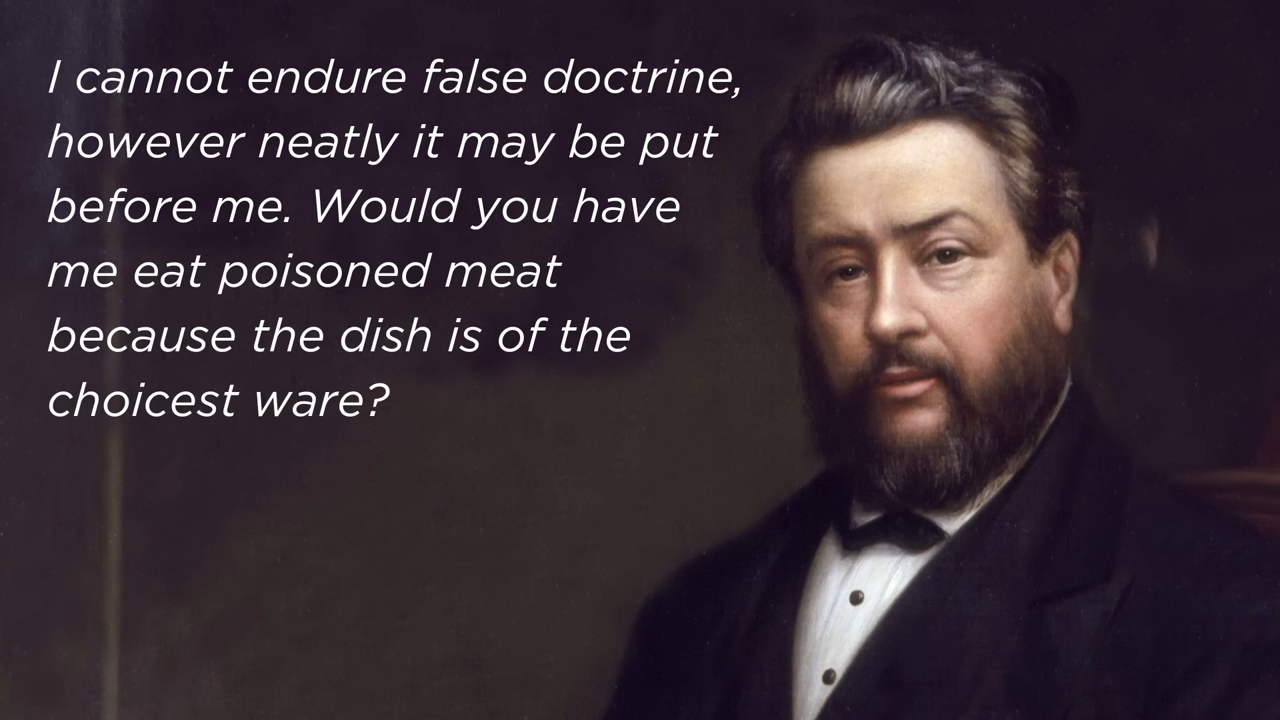 I cannot endure false doctrine,
however neatly it may be put
before me. Would you have
me eat poisoned meat
because the dish is of the
choicest ware?